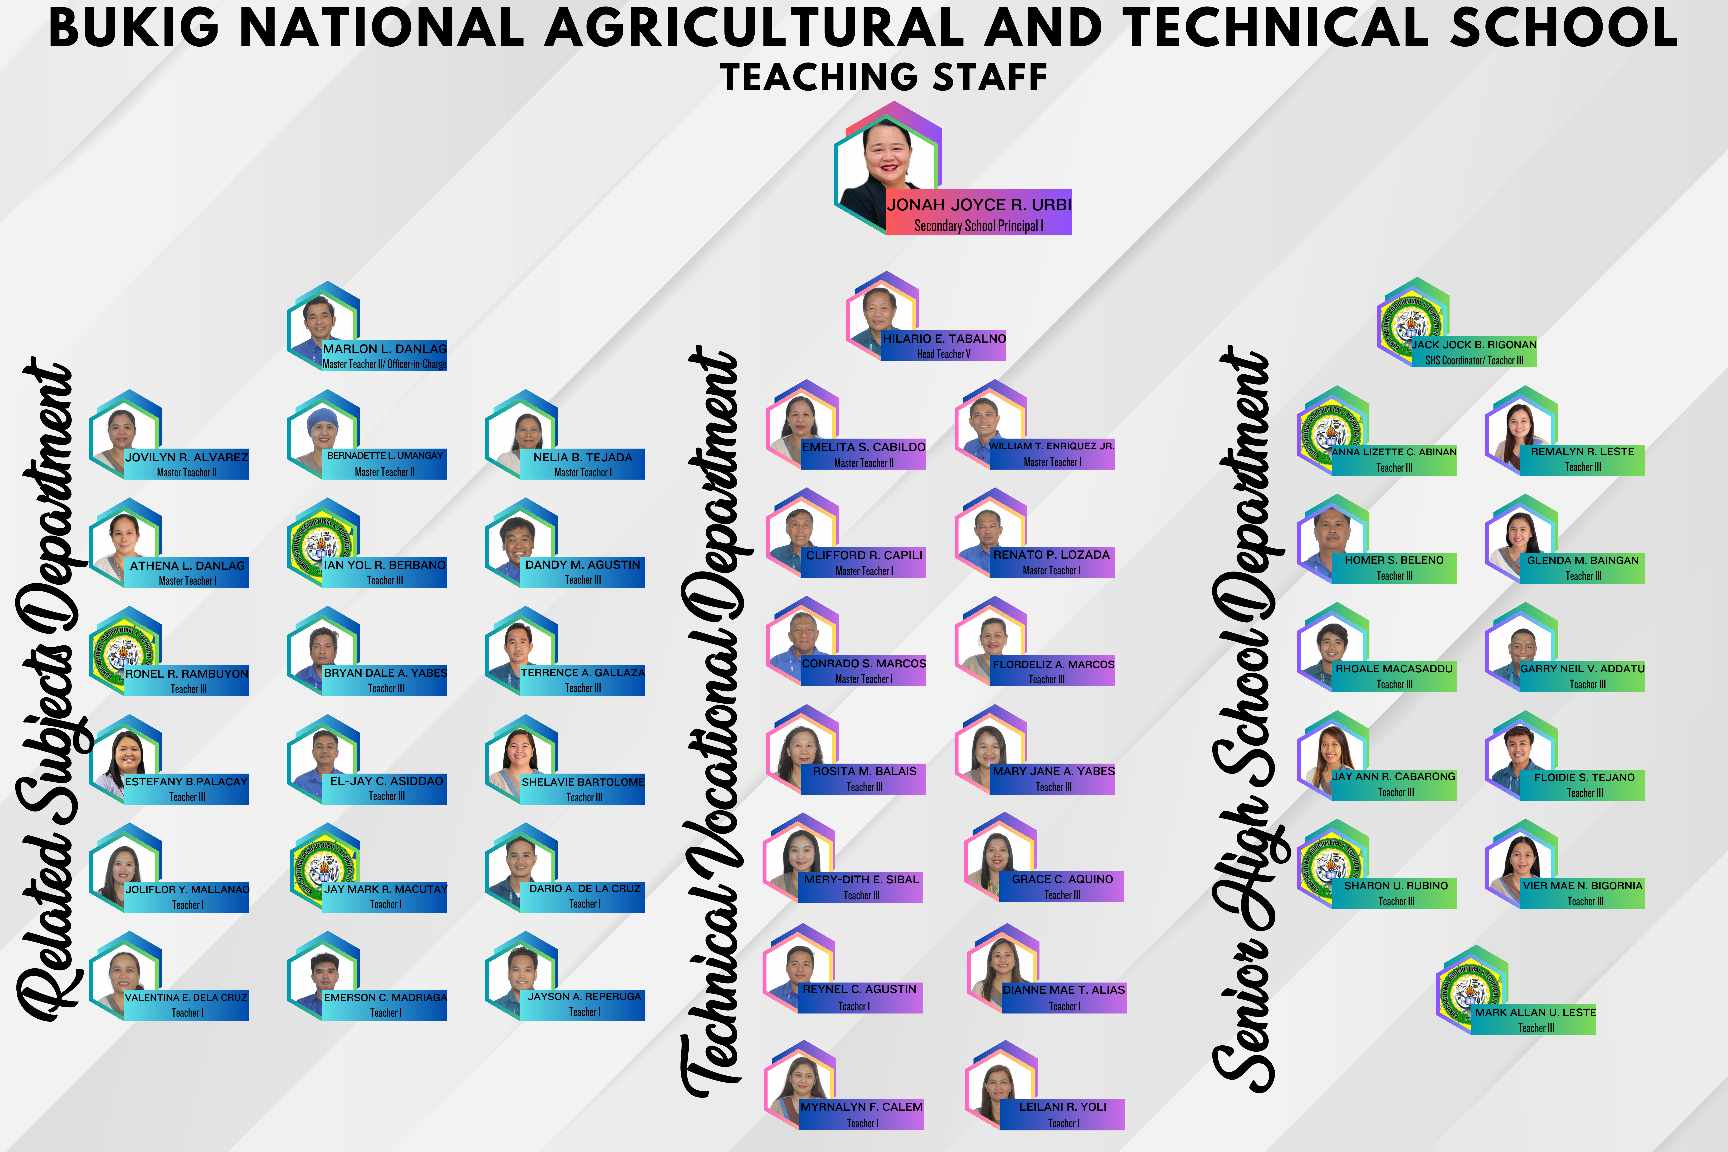 BUKIG NATIONAL AGRICULTURAL AND TECHNICAL SCHOOL
TEACHING STAFF
JONAH JOYCE R. URBI
Secondary School Principal I
Related Subjects Department
MARLON L. DANLAG
Master Teacher II/ Officer-in-Charge
JOVILYN R. ALVAREZ
Master Teacher II
BERNADETTE L. UMANGAY
Master Teacher II
NELIA B. TEJADA
Master Teacher I
ATHENA L. DANLAG
Master Teacher I
IAN YOL R. BERBANO
Teacher III
DANDY M. AGUSTIN
Teacher III
RONEL R. RAMBUYON
Teacher III
BRYAN DALE A. YABES
Teacher III
TERRENCE A. GALLAZA
Teacher III
ESTEFANY B.PALACAY
Teacher III
EL-JAY C. ASIDDAO
Teacher III
SHELAVIE BARTOLOME
Teacher III
JOLIFLOR Y. MALLANAO
Teacher I
JAY MARK R. MACUTAY
Teacher I
DARIO A. DE LA CRUZ
Teacher I
VALENTINA E. DELA CRUZ
Teacher I
EMERSON C. MADRIAGA
Teacher I
JAYSON A. REPERUGA
Teacher I
Technical Vocational Department
HILARIO E. TABALNO
Head Teacher V
EMELITA S. CABILDO
Master Teacher II
WILLIAM T. ENRIQUEZ JR.
Master Teacher I
CLIFFORD R. CAPILI
Master Teacher I
RENATO P. LOZADA
Master Teacher I
CONRADO S. MARCOS
Master Teacher I
FLORDELIZ A. MARCOS
Teacher III
ROSITA M. BALAIS
Teacher III
MARY JANE A. YABES
Teacher III
MERY-DITH E. SIBAL
Teacher III
GRACE C. AQUINO
Teacher III
REYNEL C. AGUSTIN
Teacher I
DIANNE MAE T. ALIAS
Teacher I
MYRNALYN F. CALEM
Teacher I
LEILANI R. YOLI
Teacher I
Senior High School Department
JACK JOCK B. RIGONAN
SHS Coordinator/ Teacher III
ANNA LIZETTE C. ABINAN
Teacher III
REMALYN R. LESTE
Teacher III
HOMER S. BELENO
Teacher III
GLENDA M. BAINGAN
Teacher III
RHOALE MACASADDU
Teacher III
GARRY NEIL V. ADDATU
Teacher III
JAY ANN R. CABARONG
Teacher III
FLOIDIE S. TEJANO
Teacher III
SHARON U. RUBINO
Teacher III
VIER MAE N. BIGORNIA
Teacher III
MARK ALLAN U. LESTE
Teacher III